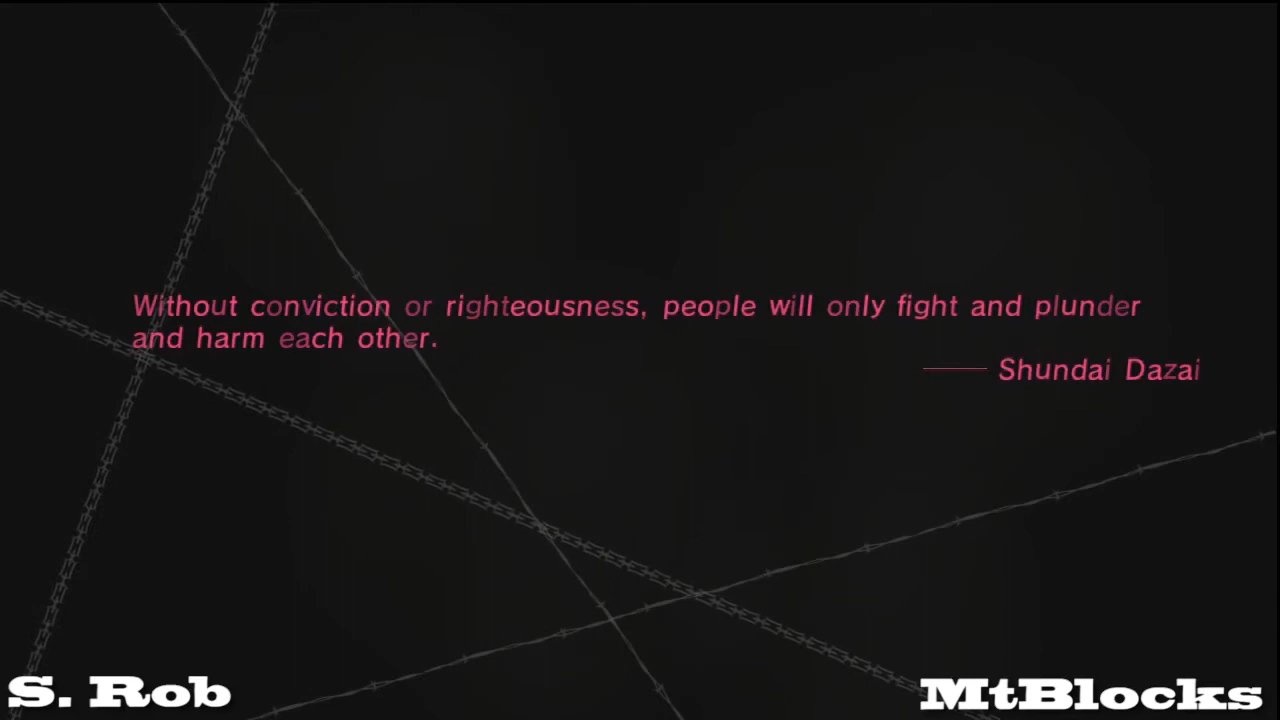 Without conviction or righteousness, people will only fight and plunder
and harm each other.
—— Shundai Dazai
S. Rob
MtBlocks